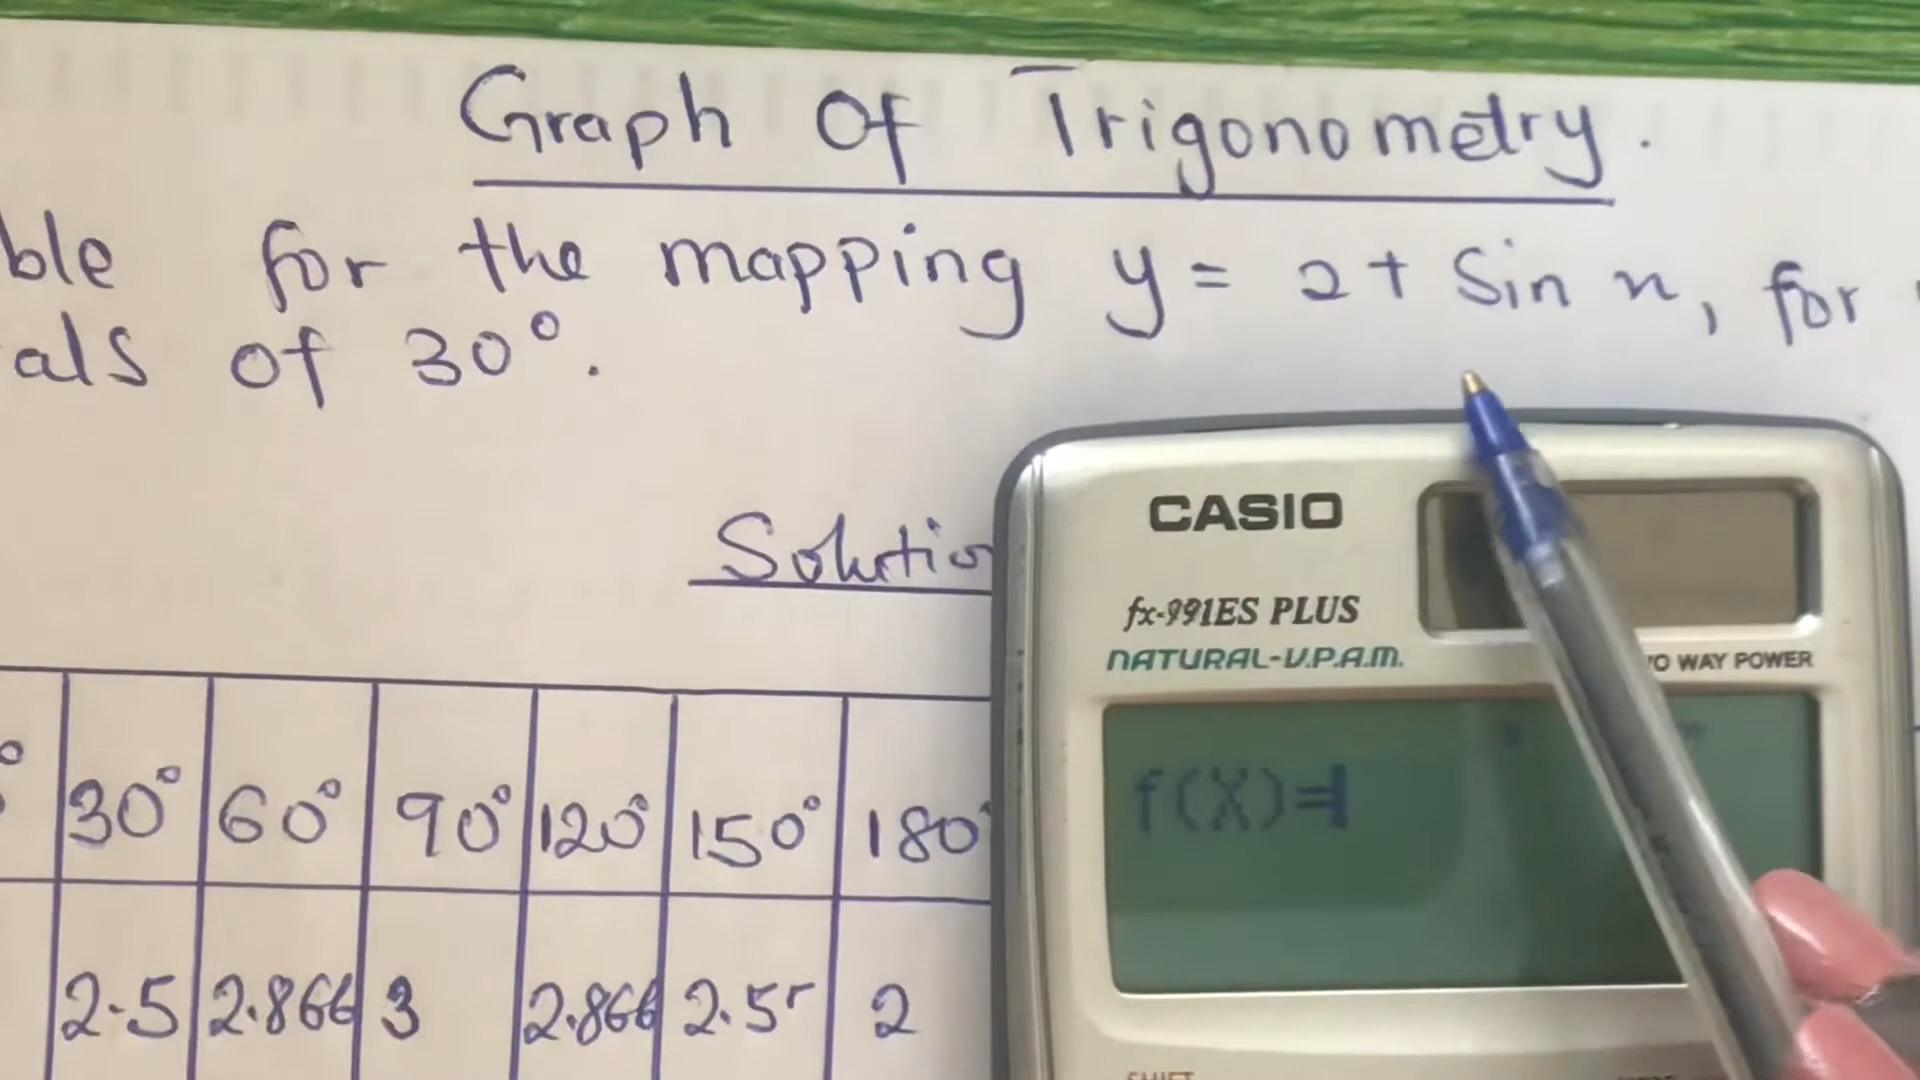 Graph Of Trigonometry.
ble for the mapping y = 2 + Sin x, for
als of 30°.
Solutio
30° 60° 90° 120° 150° 180°
2.5 2.866 3 2.866 2.5 2
CASIO
fx-991ES PLUS
NATURAL-V.P.A.M.
O WAY POWER
f(X)=
SHIFT